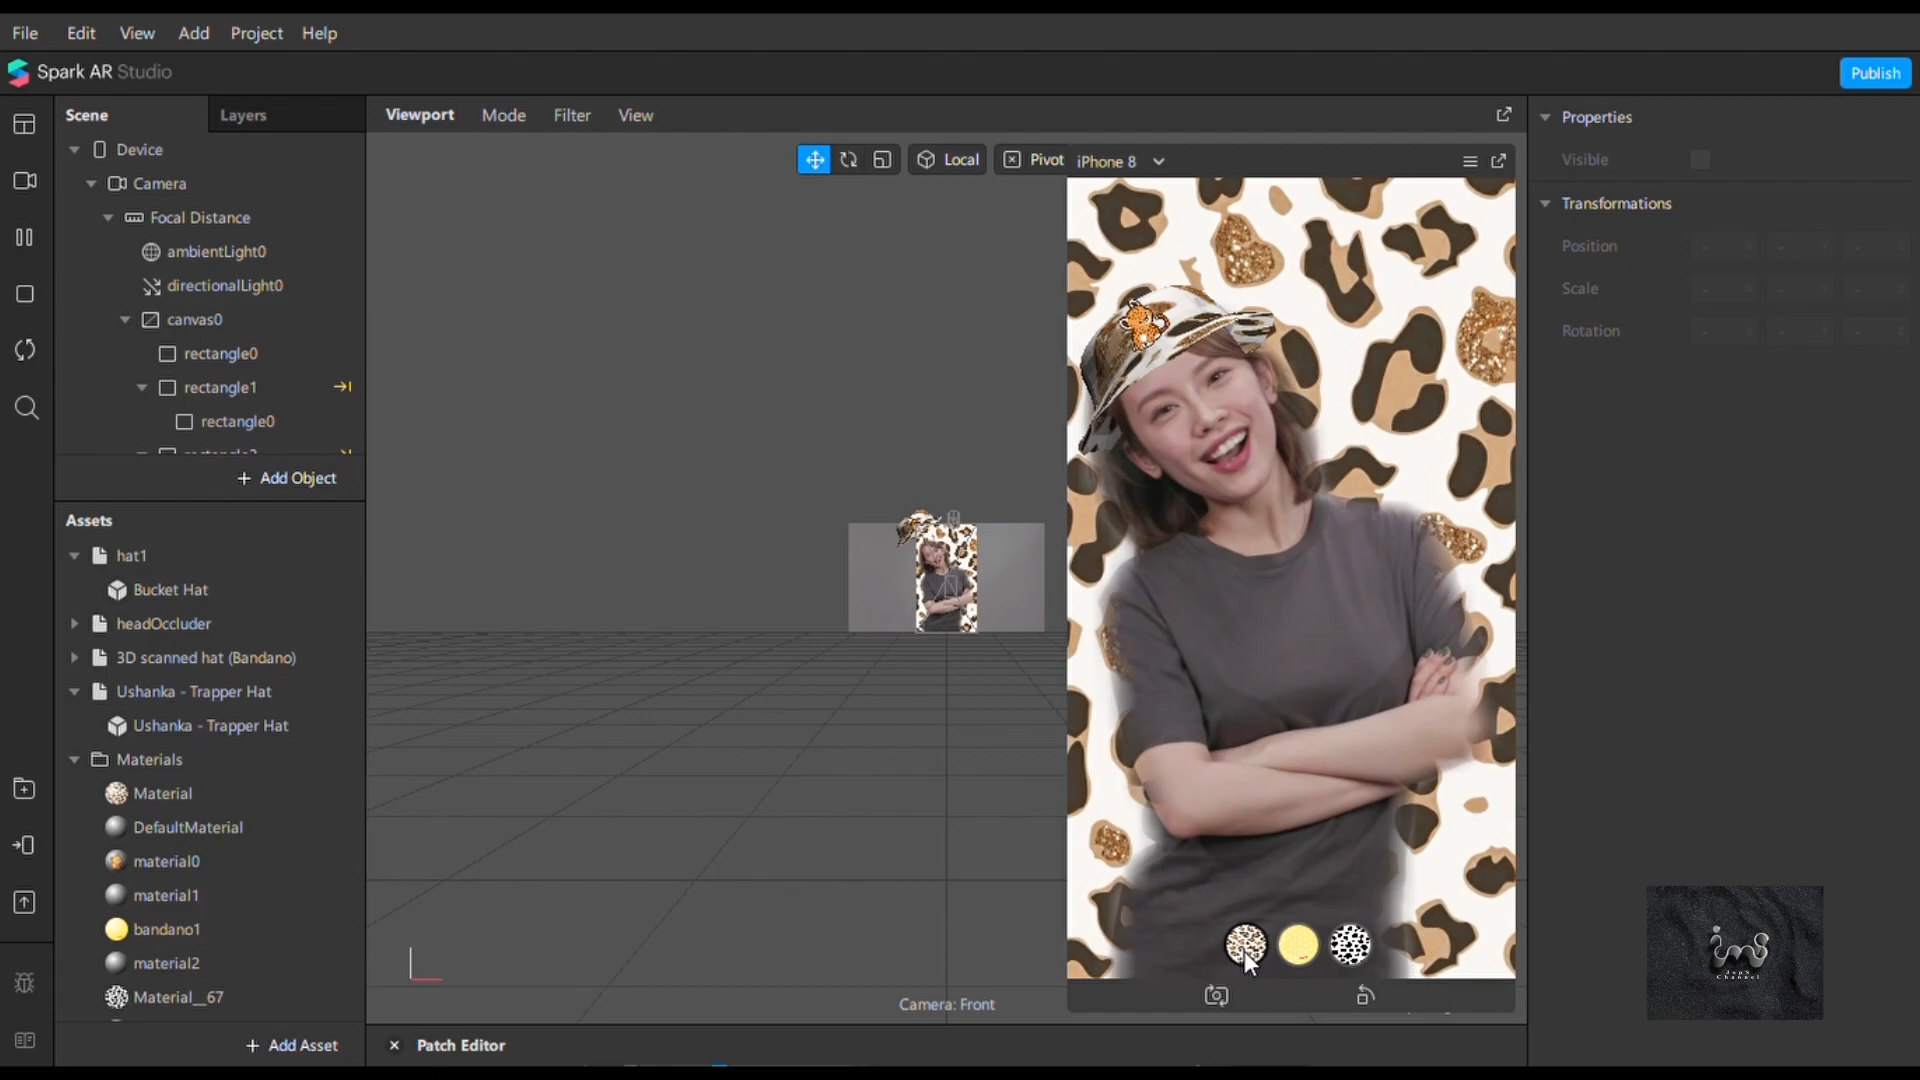 File Edit View Add Project Help
Spark AR Studio
Publish
Scene Layers
Device
Camera
Focal Distance
ambientLight0
directionalLight0
canvas0
rectangle0
rectangle1
rectangle0
+ Add Object
Assets
hat1
Bucket Hat
headOccluder
3D scanned hat (Bandano)
Ushanka - Trapper Hat
Ushanka - Trapper Hat
Materials
Material
DefaultMaterial
material0
material1
bandano1
material2
Material__67
+ Add Asset
Viewport Mode Filter View
Local Pivot
iPhone 8
Camera: Front
Patch Editor
Properties
Visible
Transformations
Position
Scale
Rotation